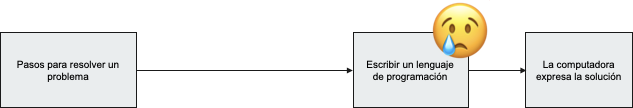 Pasos para resolver un
problema
Escribir un lenguaje
de programación
La computadora
expresa la solución